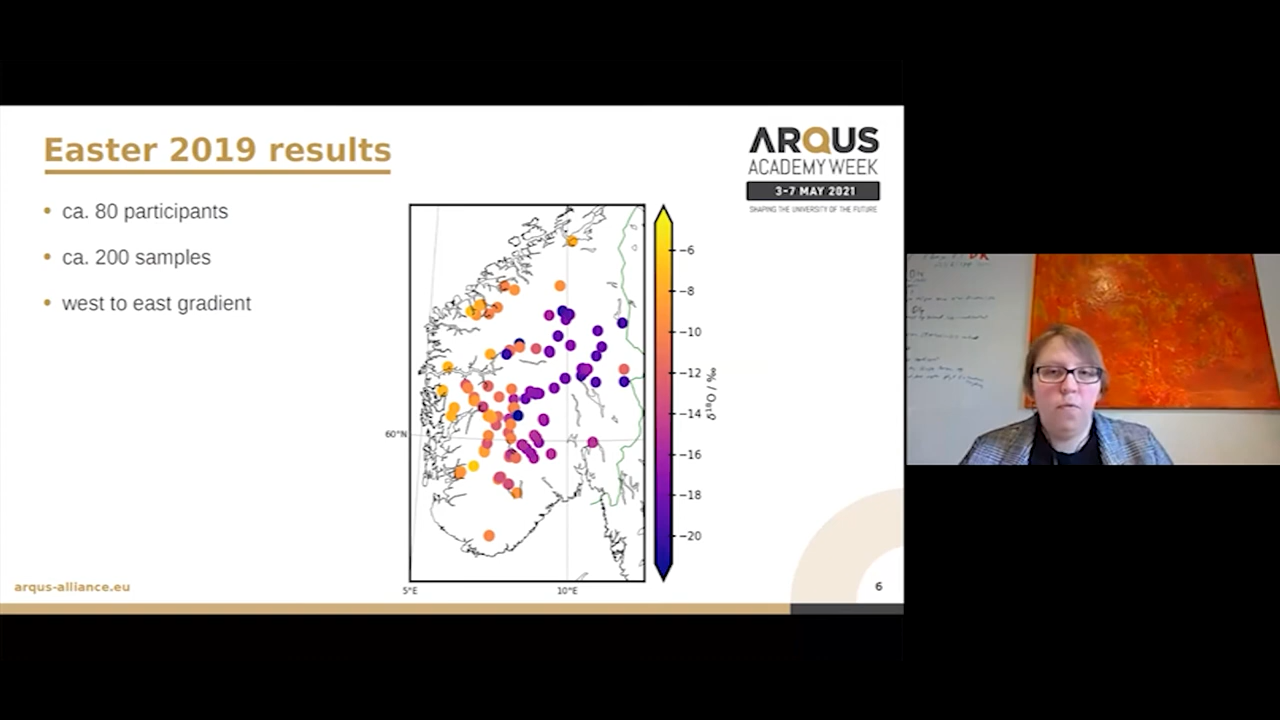 Easter 2019 results
ARQUS
ACADEMY WEEK
3-7 MAY 2021
SHAPING THE UNIVERSITY OF THE FUTURE
• ca. 80 participants
• ca. 200 samples
• west to east gradient
−6
−8
−10
−12
−14
−16
−18
−20
δ¹⁸O / ‰
60°N
5°E
10°E
arqus-alliance.eu
6